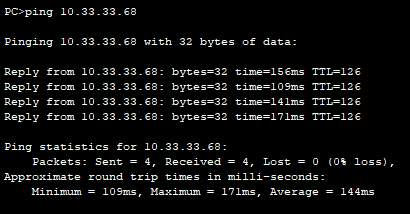 PC>ping 10.33.33.68
Pinging 10.33.33.68 with 32 bytes of data:
Reply from 10.33.33.68: bytes=32 time=156ms TTL=126
Reply from 10.33.33.68: bytes=32 time=109ms TTL=126
Reply from 10.33.33.68: bytes=32 time=141ms TTL=126
Reply from 10.33.33.68: bytes=32 time=171ms TTL=126
Ping statistics for 10.33.33.68:
Packets: Sent = 4, Received = 4, Lost = 0 (0% loss),
Approximate round trip times in milli-seconds:
Minimum = 109ms, Maximum = 171ms, Average = 144ms